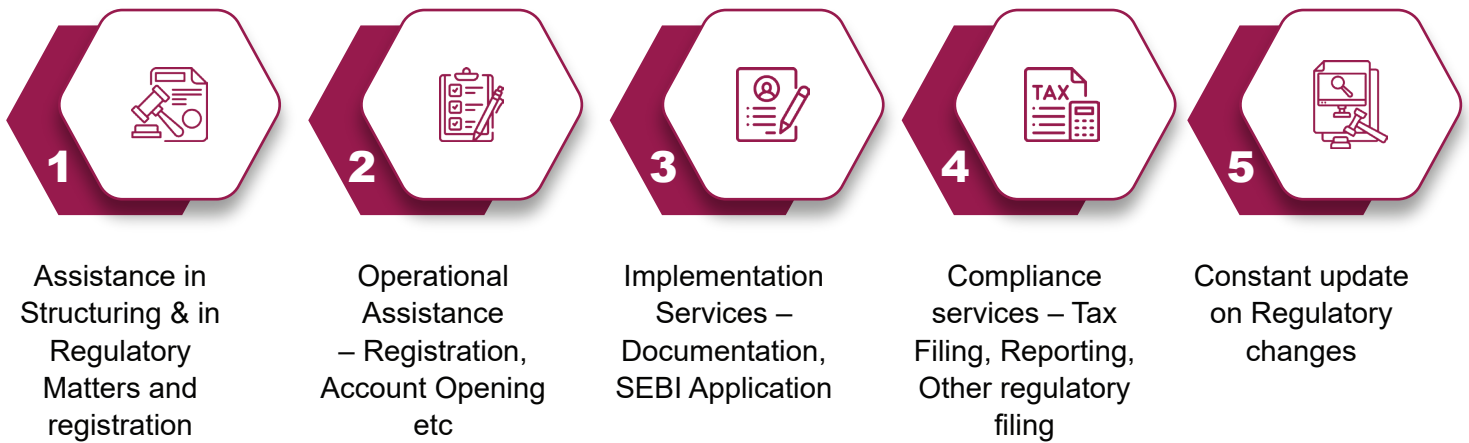 1
Assistance in
Structuring & in
Regulatory
Matters and
registration
2
Operational
Assistance
– Registration,
Account Opening
etc
3
Implementation
Services –
Documentation,
SEBI Application
TAX
4
Compliance
services – Tax
Filing, Reporting,
Other regulatory
filing
5
Constant update
on Regulatory
changes